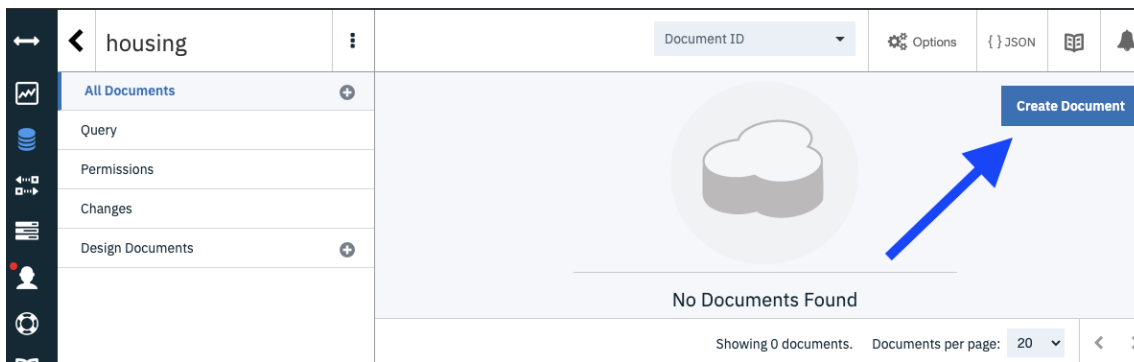 housing
Document ID
Options
{ } JSON
All Documents
Create Document
Query
Permissions
Changes
Design Documents
No Documents Found
Showing 0 documents. Documents per page: 20